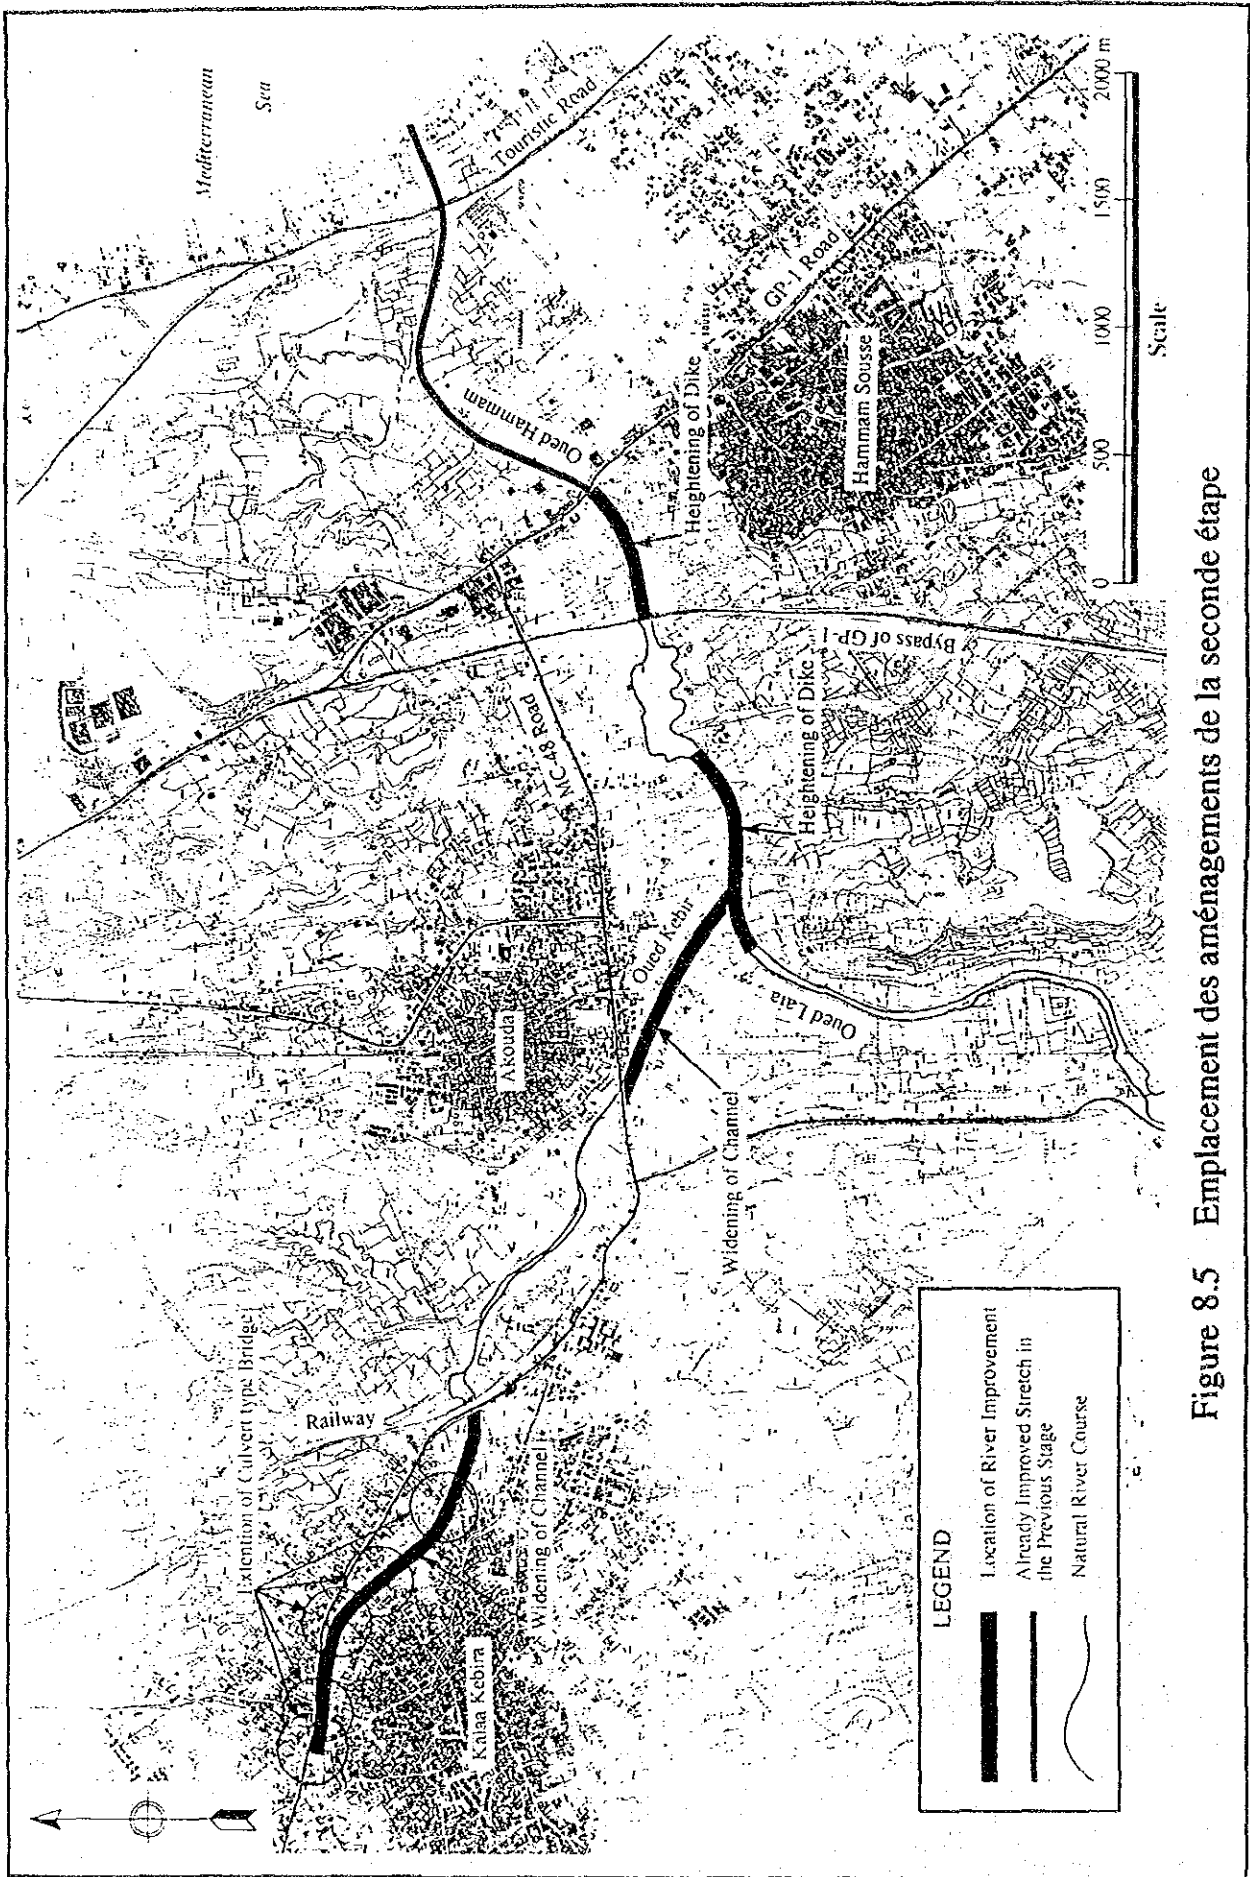 Mediterranean
Sea
Touristic Road
GP-1 Road
Oued Hammam
Heightening of Dike
Hammam Sousse
MC-48 Road
Bypass of GP-1
Heightening of Dike
Akouda
Oued Kebir
Oued Laia
Widening of Channel
Extention of Culvert type Bridge
Railway
Widening of Channel
Kalaa Kebira
0 500 1000 1500 2000 m
Scale
LEGEND
Location of River Improvement
Already Improved Stretch in
the Previous Stage
Natural River Course
Figure 8.5 Emplacement des aménagements de la seconde étape